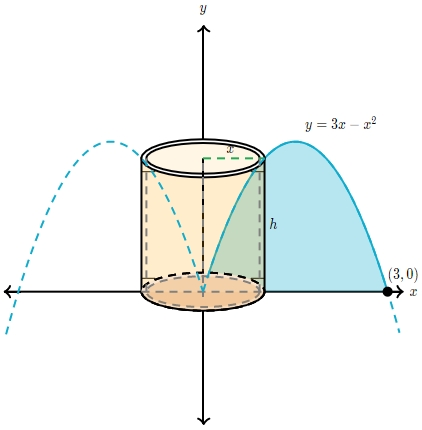 y
y = 3x − x²
x
h
(3, 0)
x